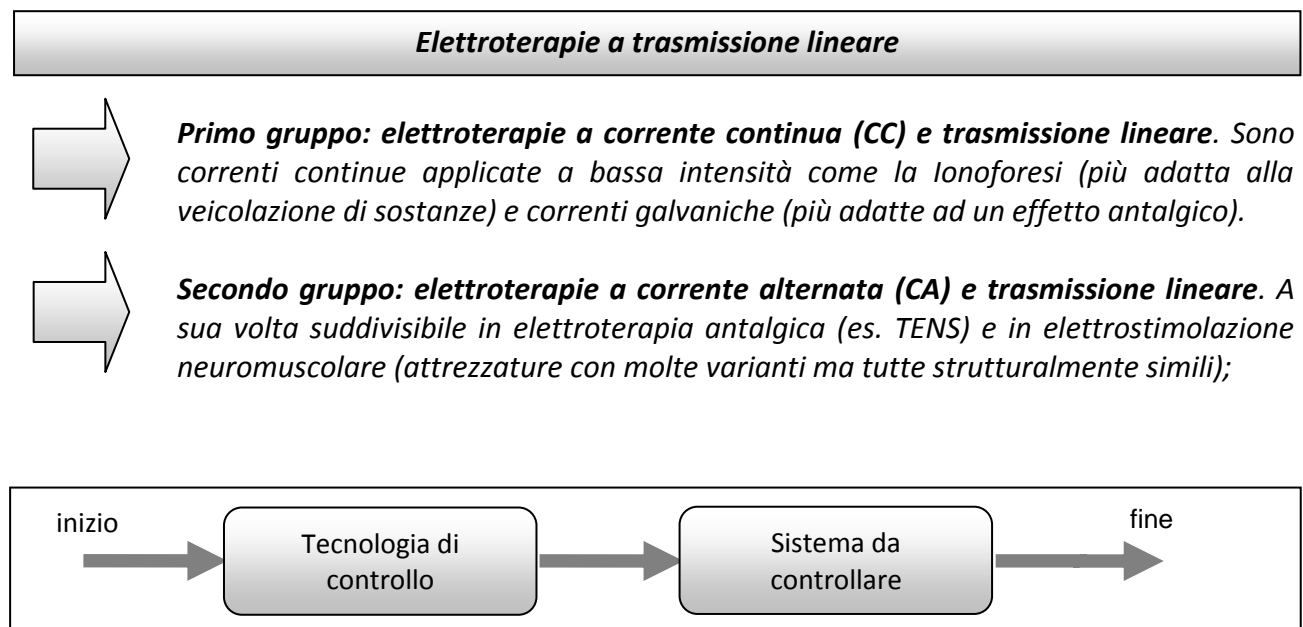 Elettroterapie a trasmissione lineare
Primo gruppo: elettroterapie a corrente continua (CC) e trasmissione lineare. Sono
correnti continue applicate a bassa intensità come la Ionoforesi (più adatta alla
veicolazione di sostanze) e correnti galvaniche (più adatte ad un effetto antalgico).
Secondo gruppo: elettroterapie a corrente alternata (CA) e trasmissione lineare. A
sua volta suddivisibile in elettroterapia antalgica (es. TENS) e in elettrostimolazione
neuromuscolare (attrezzature con molte varianti ma tutte strutturalmente simili);
inizio
Tecnologia di
controllo
Sistema da
controllare
fine